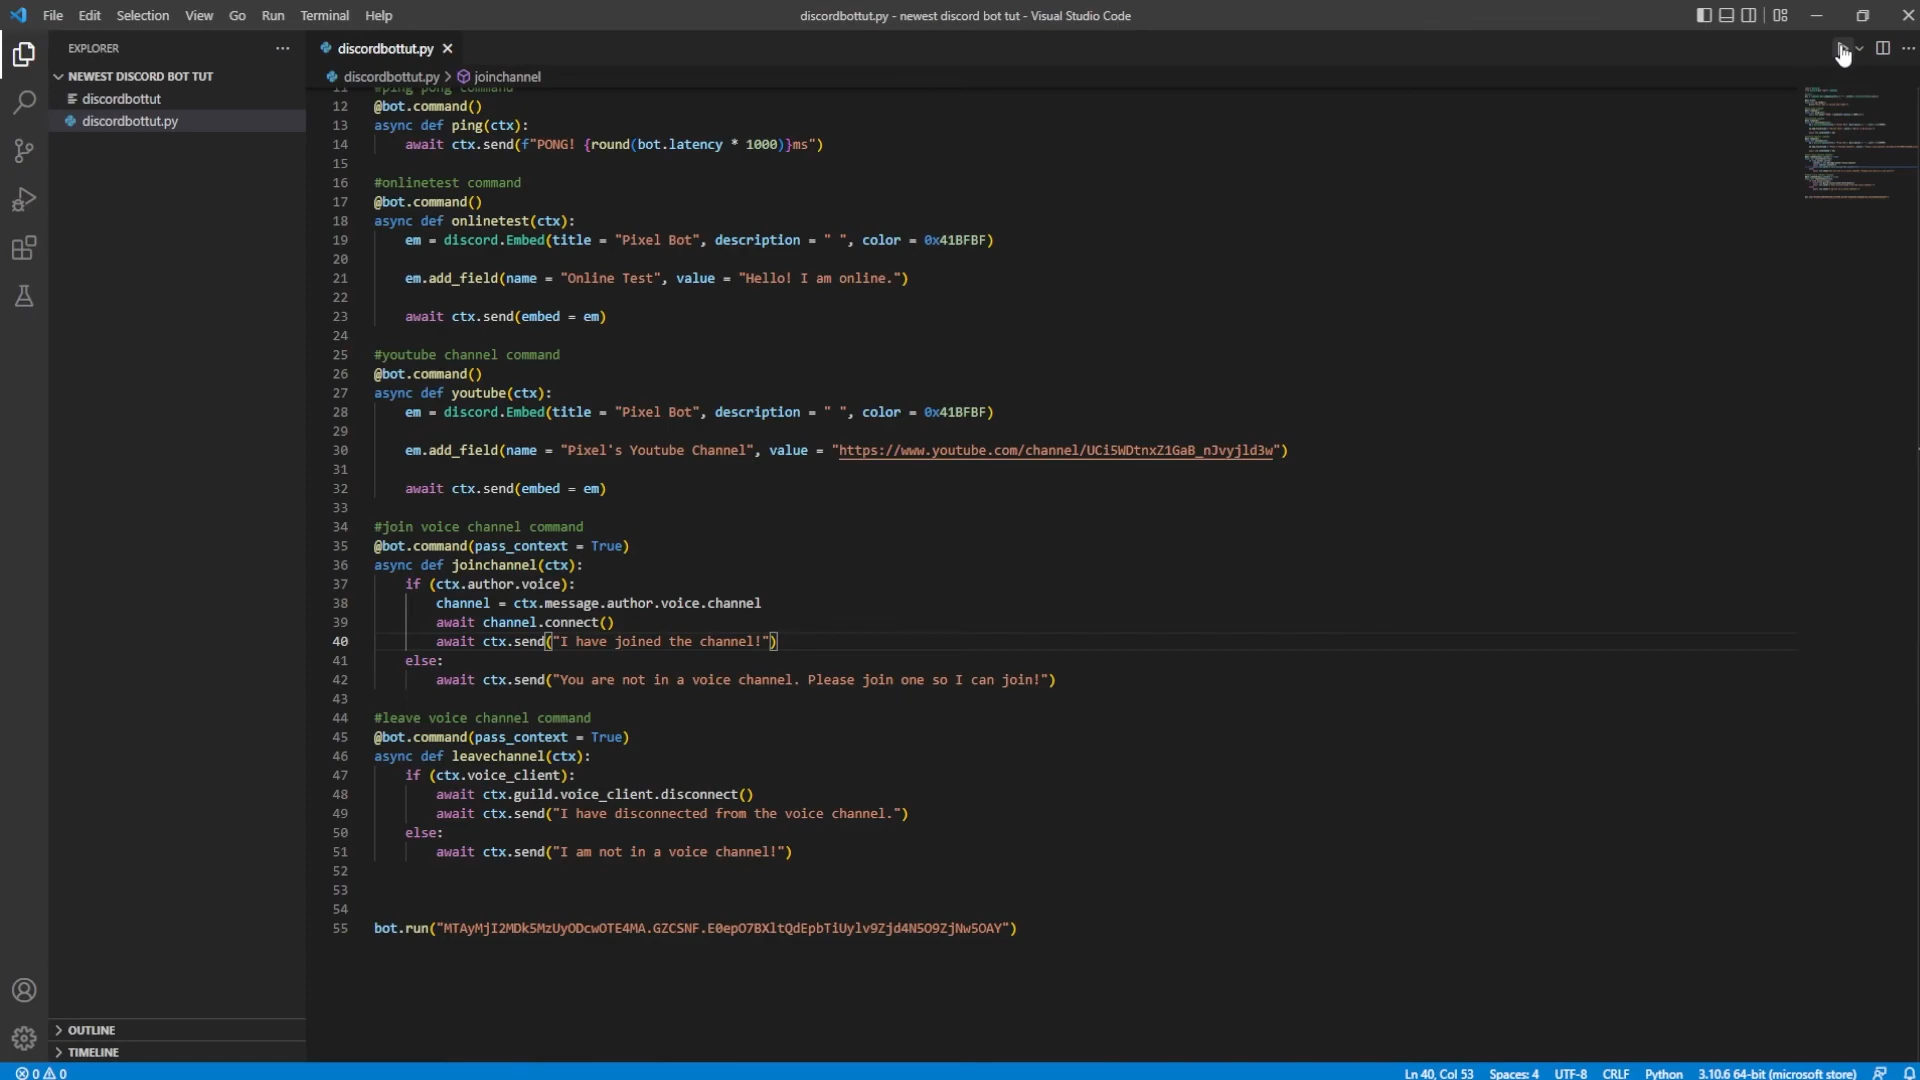 File Edit Selection View Go Run Terminal Help
discordbottut.py - newest discord bot tut - Visual Studio Code
EXPLORER
discordbottut.py
NEWEST DISCORD BOT TUT
discordbottut.py > joinchannel
discordbottut
discordbottut.py
11 #ping pong command
12 @bot.command()
13 async def ping(ctx):
14 await ctx.send(f"PONG! {round(bot.latency * 1000)}ms")
15
16 #onlinetest command
17 @bot.command()
18 async def onlinetest(ctx):
19 em = discord.Embed(title = "Pixel Bot", description = " ", color = 0x41BFBF)
20
21 em.add_field(name = "Online Test", value = "Hello! I am online.")
22
23 await ctx.send(embed = em)
24
25 #youtube channel command
26 @bot.command()
27 async def youtube(ctx):
28 em = discord.Embed(title = "Pixel Bot", description = " ", color = 0x41BFBF)
29
30 em.add_field(name = "Pixel's Youtube Channel", value = "https://www.youtube.com/channel/UCi5WDtnxZ1GaB_nJvyjld3w")
31
32 await ctx.send(embed = em)
33
34 #join voice channel command
35 @bot.command(pass_context = True)
36 async def joinchannel(ctx):
37 if (ctx.author.voice):
38 channel = ctx.message.author.voice.channel
39 await channel.connect()
40 await ctx.send("I have joined the channel!")
41 else:
42 await ctx.send("You are not in a voice channel. Please join one so I can join!")
43
44 #leave voice channel command
45 @bot.command(pass_context = True)
46 async def leavechannel(ctx):
47 if (ctx.voice_client):
48 await ctx.guild.voice_client.disconnect()
49 await ctx.send("I have disconnected from the voice channel.")
50 else:
51 await ctx.send("I am not in a voice channel!")
52
53
54
55 bot.run("MTAyMjI2MDk5MzUyODcwOTE4MA.GZCSNF.E0epO7BXltQdEpbTiUylv9Zjd4N5O9ZjNw5OAY")
OUTLINE
TIMELINE
0 0
Ln 40, Col 53 Spaces: 4 UTF-8 CRLF Python 3.10.6 64-bit (microsoft store)